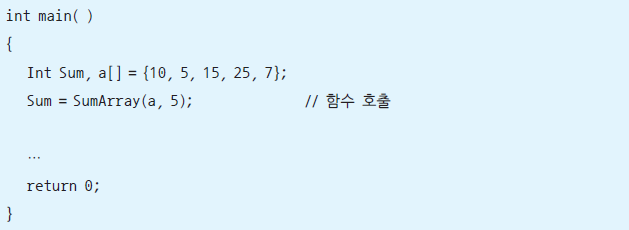 int main( )
{
Int Sum, a[] = {10, 5, 15, 25, 7};
Sum = SumArray(a, 5); // 함수 호출
…
return 0;
}